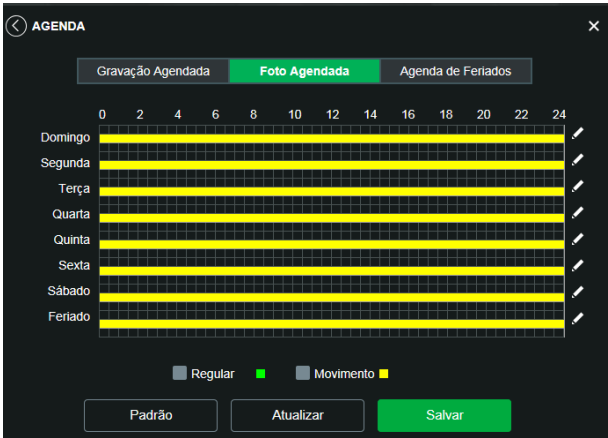 AGENDA
Gravação Agendada Foto Agendada Agenda de Feriados
0 2 4 6 8 10 12 14 16 18 20 22 24
Domingo
Segunda
Terça
Quarta
Quinta
Sexta
Sábado
Feriado
Regular Movimento
Padrão Atualizar Salvar